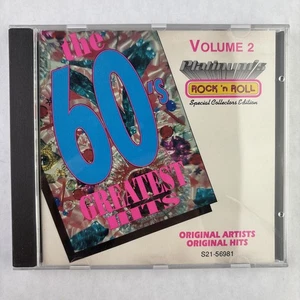 the
60's
GREATEST
HITS
VOLUME 2
Platinum's
ROCK 'n ROLL
Special Collectors Edition
ORIGINAL ARTISTS
ORIGINAL HITS
S21-56981